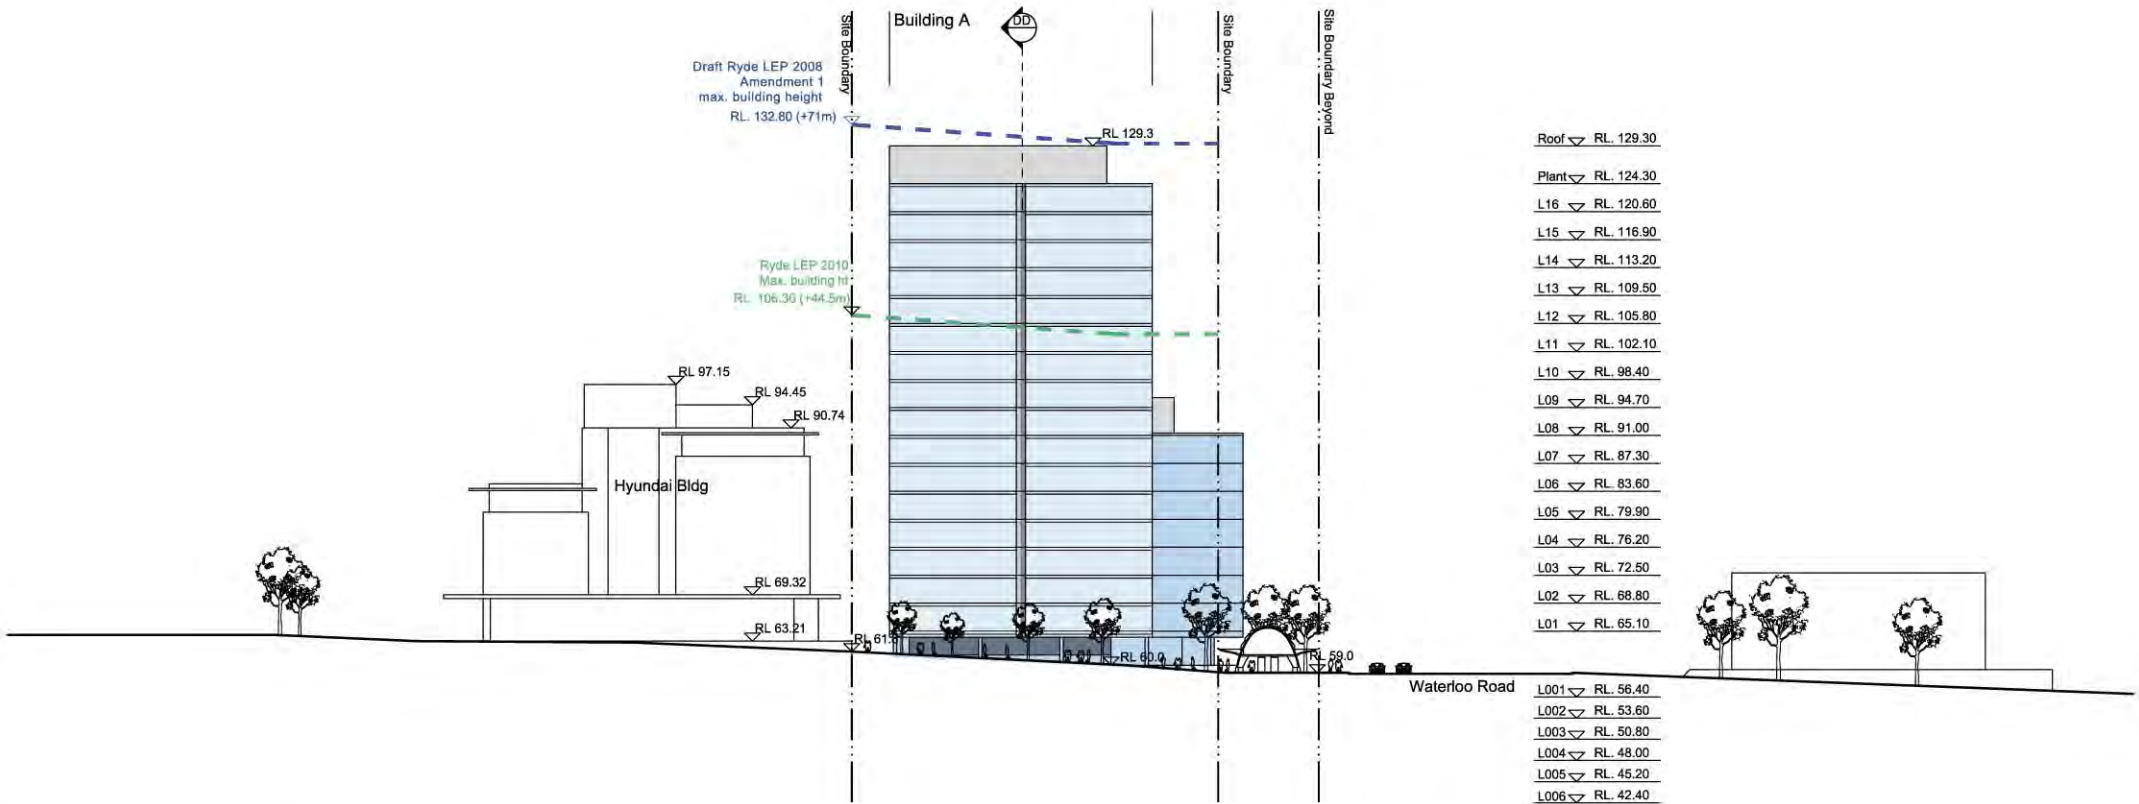 Building A
DD
Site Boundary
Site Boundary
Site Boundary Beyond
Draft Ryde LEP 2008
Amendment 1
max. building height
RL. 132.80 (+71m)
RL 129.3
Ryde LEP 2010
Max. building ht
RL. 106.30 (+44.5m)
RL 97.15
RL 94.45
RL 90.74
Hyundai Bldg
RL 69.32
RL 63.21
RL 60.0
RL 59.0
Waterloo Road
Roof RL. 129.30
Plant RL. 124.30
L16 RL. 120.60
L15 RL. 116.90
L14 RL. 113.20
L13 RL. 109.50
L12 RL. 105.80
L11 RL. 102.10
L10 RL. 98.40
L09 RL. 94.70
L08 RL. 91.00
L07 RL. 87.30
L06 RL. 83.60
L05 RL. 79.90
L04 RL. 76.20
L03 RL. 72.50
L02 RL. 68.80
L01 RL. 65.10
L001 RL. 56.40
L002 RL. 53.60
L003 RL. 50.80
L004 RL. 48.00
L005 RL. 45.20
L006 RL. 42.40